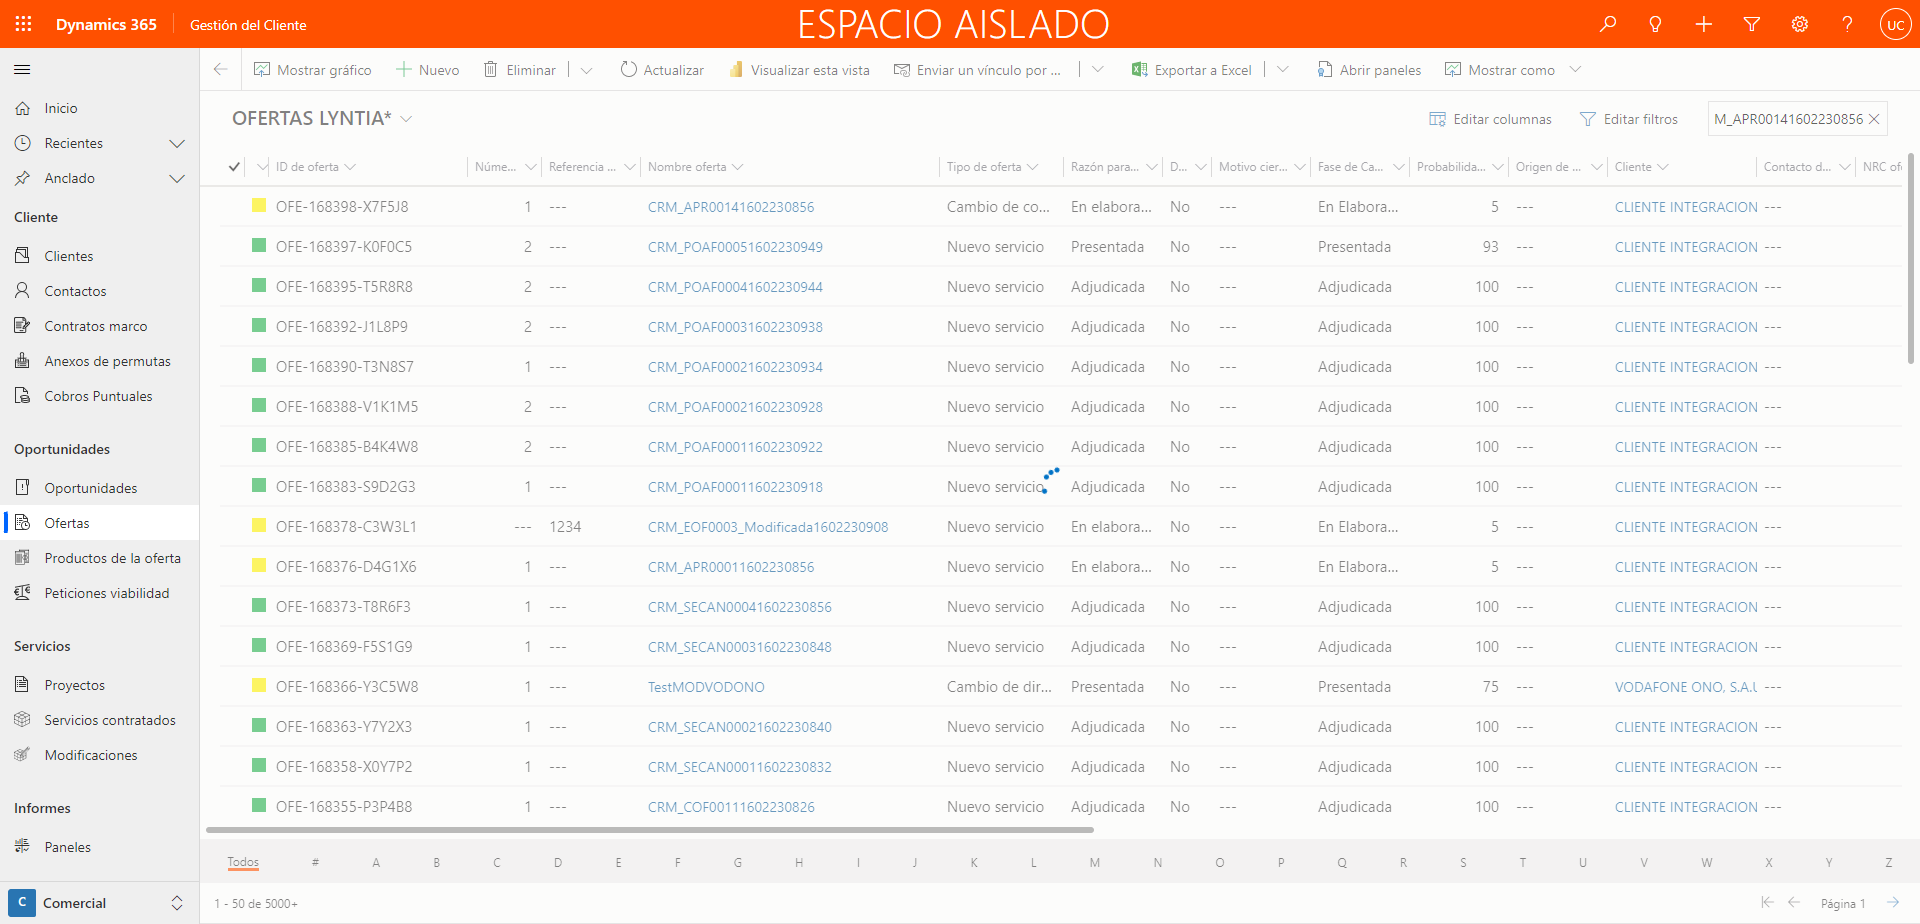 Dynamics 365 Gestión del Cliente ESPACIO AISLADO UC
Mostrar gráfico Nuevo Eliminar Actualizar Visualizar esta vista Enviar un vínculo por ... Exportar a Excel Abrir paneles Mostrar como
Inicio
Recientes
Anclado
Cliente
Clientes
Contactos
Contratos marco
Anexos de permutas
Cobros Puntuales
Oportunidades
Oportunidades
Ofertas
Productos de la oferta
Peticiones viabilidad
Servicios
Proyectos
Servicios contratados
Modificaciones
Informes
Paneles
C Comercial
OFERTAS LYNTIA* Editar columnas Editar filtros M_APR00141602230856
ID de oferta Núme... Referencia ... Nombre oferta Tipo de oferta Razón para... D... Motivo cier... Fase de Ca... Probabilida... Origen de ... Cliente Contacto d... NRC ofe
OFE-168398-X7F5J8 1 --- CRM_APR00141602230856 Cambio de co... En elabora... No --- En Elabora... 5 --- CLIENTE INTEGRACION ---
OFE-168397-K0F0C5 2 --- CRM_POAF00051602230949 Nuevo servicio Presentada No --- Presentada 93 --- CLIENTE INTEGRACION ---
OFE-168395-T5R8R8 2 --- CRM_POAF00041602230944 Nuevo servicio Adjudicada No --- Adjudicada 100 --- CLIENTE INTEGRACION ---
OFE-168392-J1L8P9 2 --- CRM_POAF00031602230938 Nuevo servicio Adjudicada No --- Adjudicada 100 --- CLIENTE INTEGRACION ---
OFE-168390-T3N8S7 1 --- CRM_POAF00021602230934 Nuevo servicio Adjudicada No --- Adjudicada 100 --- CLIENTE INTEGRACION ---
OFE-168388-V1K1M5 2 --- CRM_POAF00021602230928 Nuevo servicio Adjudicada No --- Adjudicada 100 --- CLIENTE INTEGRACION ---
OFE-168385-B4K4W8 2 --- CRM_POAF00011602230922 Nuevo servicio Adjudicada No --- Adjudicada 100 --- CLIENTE INTEGRACION ---
OFE-168383-S9D2G3 1 --- CRM_POAF00011602230918 Nuevo servicio Adjudicada No --- Adjudicada 100 --- CLIENTE INTEGRACION ---
OFE-168378-C3W3L1 --- 1234 CRM_EOF0003_Modificada1602230908 Nuevo servicio En elabora... No --- En Elabora... 5 --- CLIENTE INTEGRACION ---
OFE-168376-D4G1X6 1 --- CRM_APR00011602230856 Nuevo servicio En elabora... No --- En Elabora... 5 --- CLIENTE INTEGRACION ---
OFE-168373-T8R6F3 1 --- CRM_SECAN00041602230856 Nuevo servicio Adjudicada No --- Adjudicada 100 --- CLIENTE INTEGRACION ---
OFE-168369-F5S1G9 1 --- CRM_SECAN00031602230848 Nuevo servicio Adjudicada No --- Adjudicada 100 --- CLIENTE INTEGRACION ---
OFE-168366-Y3C5W8 1 --- TestMODVODONO Cambio de dir... Presentada No --- Presentada 75 --- VODAFONE ONO, S.A.U ---
OFE-168363-Y7Y2X3 1 --- CRM_SECAN00021602230840 Nuevo servicio Adjudicada No --- Adjudicada 100 --- CLIENTE INTEGRACION ---
OFE-168358-X0Y7P2 1 --- CRM_SECAN00011602230832 Nuevo servicio Adjudicada No --- Adjudicada 100 --- CLIENTE INTEGRACION ---
OFE-168355-P3P4B8 1 --- CRM_COF00111602230826 Nuevo servicio Adjudicada No --- Adjudicada 100 --- CLIENTE INTEGRACION ---
Todos # A B C D E F G H I J K L M N O P Q R S T U V W X Y Z
1 - 50 de 5000+ Página 1